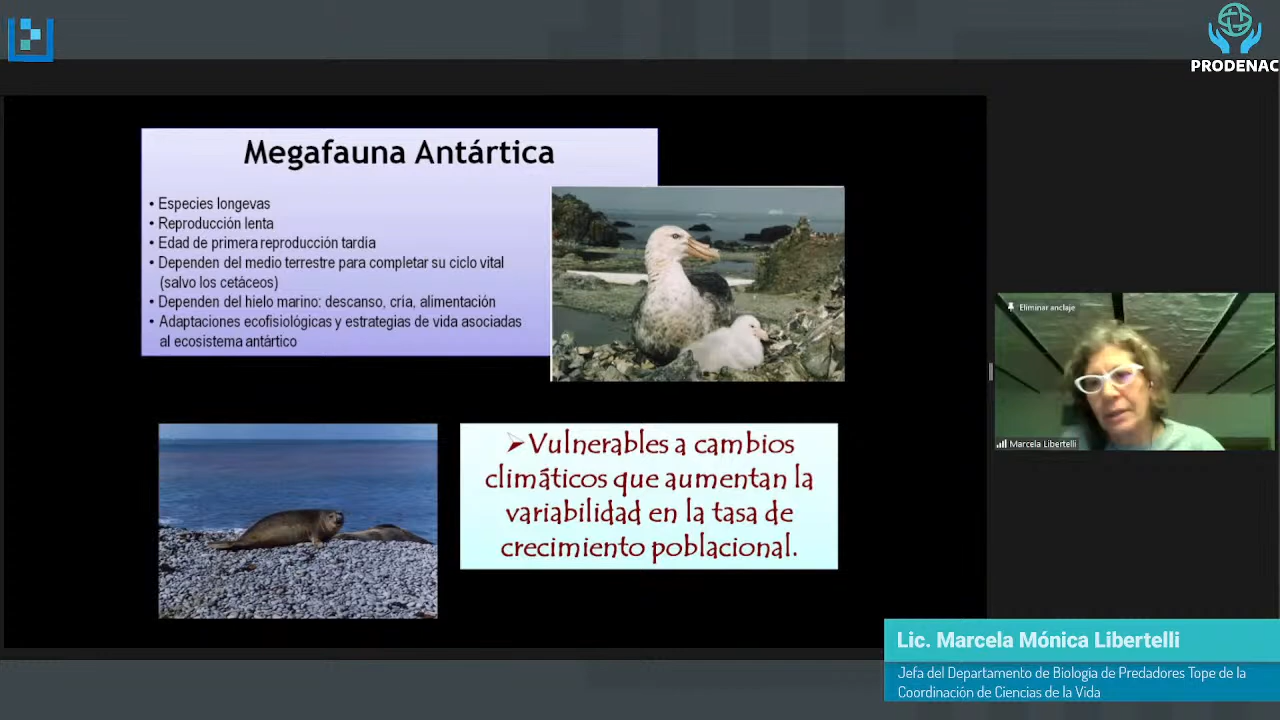 PRODENAC
Megafauna Antártica
• Especies longevas
• Reproducción lenta
• Edad de primera reproducción tardía
• Dependen del medio terrestre para completar su ciclo vital
(salvo los cetáceos)
• Dependen del hielo marino: descanso, cria, alimentación
• Adaptaciones ecofisiológicas y estrategias de vida asociadas
al ecosistema antártico
➢Vulnerables a cambios
climáticos que aumentan la
variabilidad en la tasa de
crecimiento poblacional.
Eliminar anclaje
Marcela Libertelli
Lic. Marcela Mónica Libertelli
Jefa del Departamento de Biología de Predadores Tope de la
Coordinación de Ciencias de la Vida